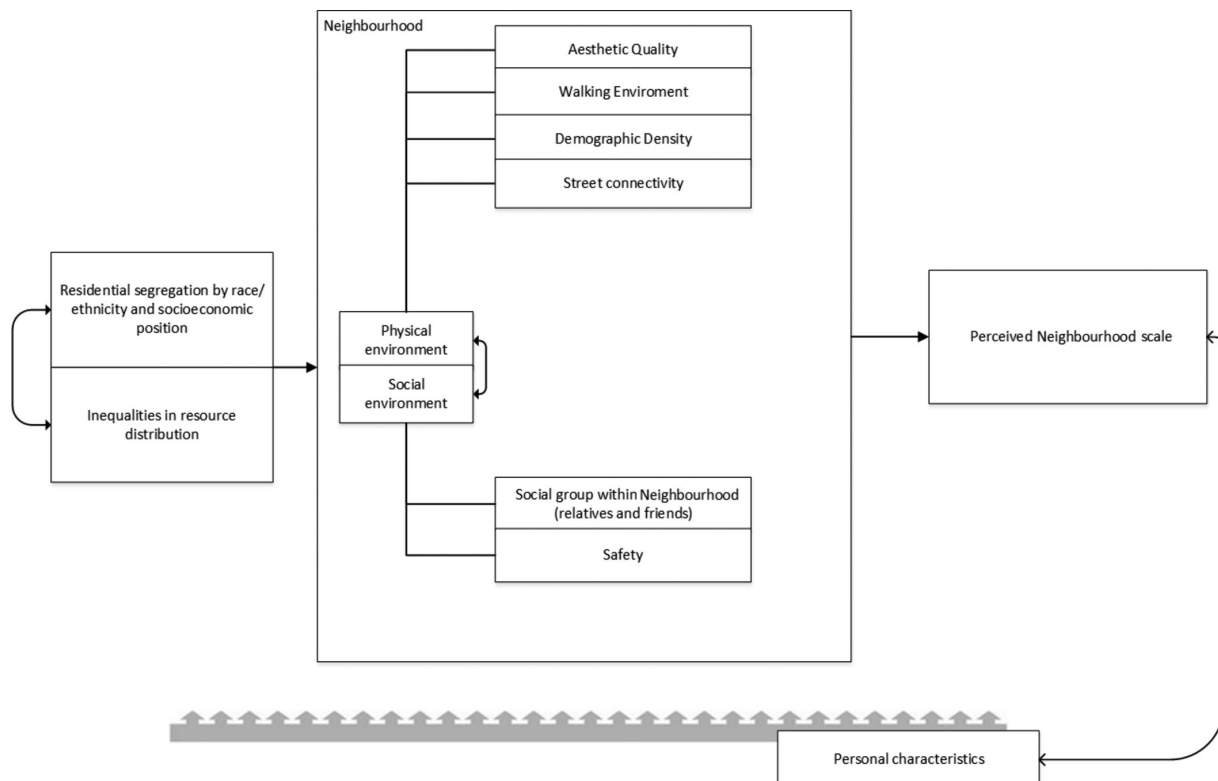 Neighbourhood
Aesthetic Quality
Walking Enviroment
Demographic Density
Street connectivity
Residential segregation by race/
ethnicity and socioeconomic
position
Inequalities in resource
distribution
Physical
environment
Social
environment
Perceived Neighbourhood scale
Social group within Neighbourhood
(relatives and friends)
Safety
Personal characteristics